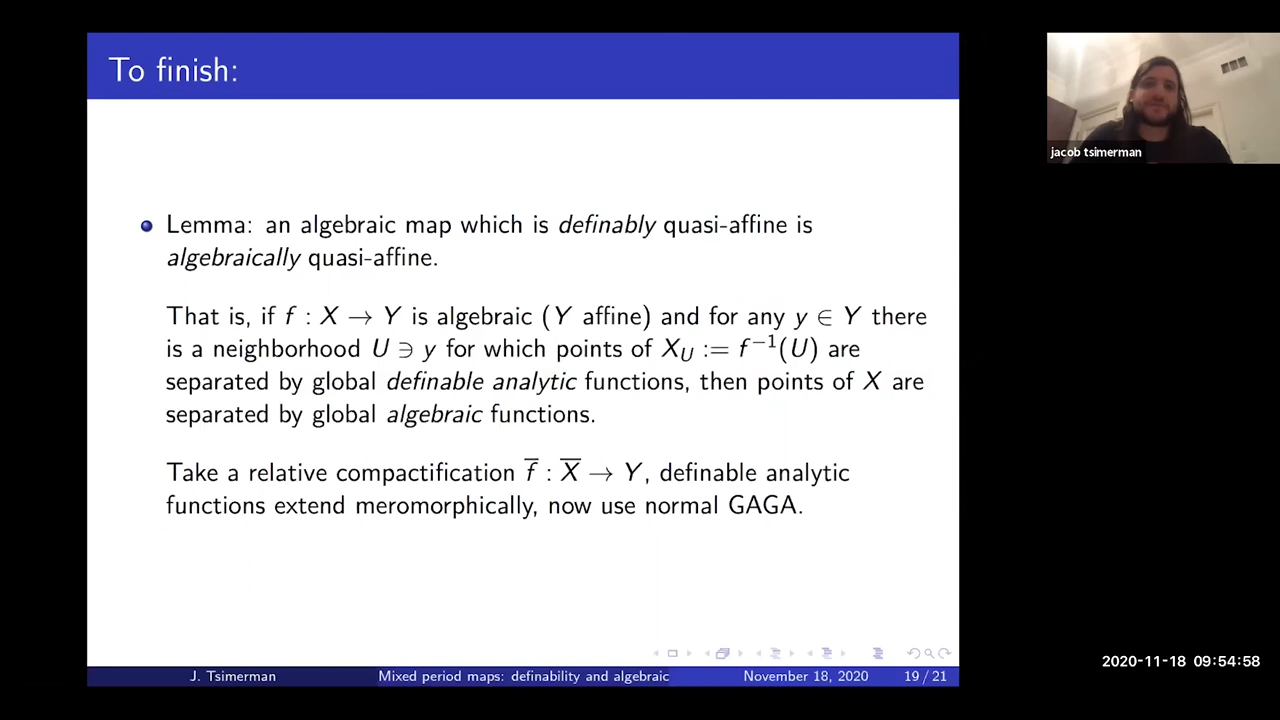 To finish:
jacob tsimerman
Lemma: an algebraic map which is definably quasi-affine is
algebraically quasi-affine.
That is, if f : X → Y is algebraic (Y affine) and for any y ∈ Y there
is a neighborhood U ∋ y for which points of X_U := f⁻¹(U) are
separated by global definable analytic functions, then points of X are
separated by global algebraic functions.
Take a relative compactification f̅ : X̅ → Y, definable analytic
functions extend meromorphically, now use normal GAGA.
2020-11-18 09:54:58
J. Tsimerman Mixed period maps: definability and algebraic November 18, 2020 19 / 21